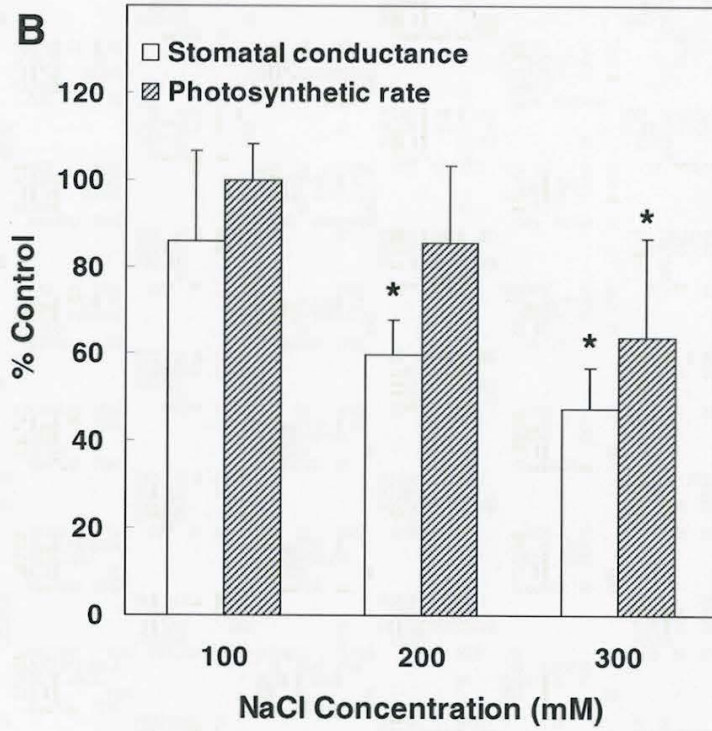 B
Stomatal conductance
Photosynthetic rate
120
100
80
60
40
20
0
% Control
*
*
*
100 200 300
NaCl Concentration (mM)